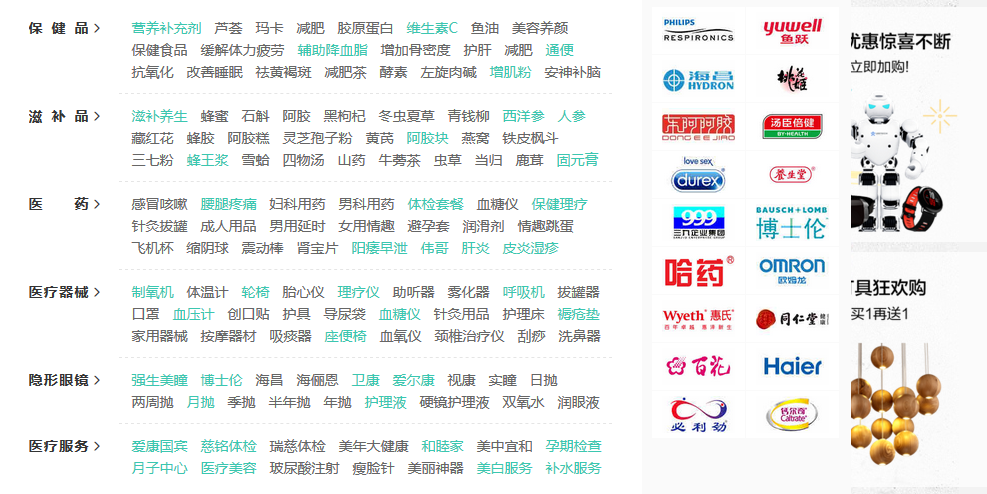 保健品 > 营养补充剂 芦荟 玛卡 减肥 胶原蛋白 维生素C 鱼油 美容养颜
保健食品 缓解体力疲劳 辅助降血脂 增加骨密度 护肝 减肥 通便
抗氧化 改善睡眠 祛黄褐斑 减肥茶 酵素 左旋肉碱 增肌粉 安神补脑
滋补品 > 滋补养生 蜂蜜 石斛 阿胶 黑枸杞 冬虫夏草 青钱柳 西洋参 人参
藏红花 蜂胶 阿胶糕 灵芝孢子粉 黄芪 阿胶块 燕窝 铁皮枫斗
三七粉 蜂王浆 雪蛤 四物汤 山药 牛蒡茶 虫草 当归 鹿茸 固元膏
医药 > 感冒咳嗽 腰腿疼痛 妇科用药 男科用药 体检套餐 血糖仪 保健理疗
针灸拔罐 成人用品 男用延时 女用情趣 避孕套 润滑剂 情趣跳蛋
飞机杯 缩阴球 震动棒 肾宝片 阳痿早泄 伟哥 肝炎 皮炎湿疹
医疗器械 > 制氧机 体温计 轮椅 胎心仪 理疗仪 助听器 雾化器 呼吸机 拔罐器
口罩 血压计 创口贴 护具 导尿袋 血糖仪 针灸用品 护理床 褥疮垫
家用器械 按摩器材 吸痰器 座便椅 血氧仪 颈椎治疗仪 刮痧 洗鼻器
隐形眼镜 > 强生美瞳 博士伦 海昌 海俪恩 卫康 爱尔康 视康 实瞳 日抛
两周抛 月抛 季抛 半年抛 年抛 护理液 硬镜护理液 双氧水 润眼液
医疗服务 > 爱康国宾 慈铭体检 瑞慈体检 美年大健康 和睦家 美中宜和 孕期检查
月子中心 医疗美容 玻尿酸注射 瘦脸针 美丽神器 美白服务 补水服务
PHILIPS
RESPIRONICS
yuwell
鱼跃
海昌
HYDRON
桃花姬
东阿阿胶
DONG E E JIAO
汤臣倍健
BY-HEALTH
love sex
durex
养生堂
999
三九企业集团
BAUSCH+LOMB
博士伦
哈药
OMRON
欧姆龙
Wyeth 惠氏
百年卓越 惠泽新生
同仁堂 健康
百花
Haier
必利劲
钙尔奇
Caltrate
优惠惊喜不断
立即加购!
具狂欢购
买1再送1